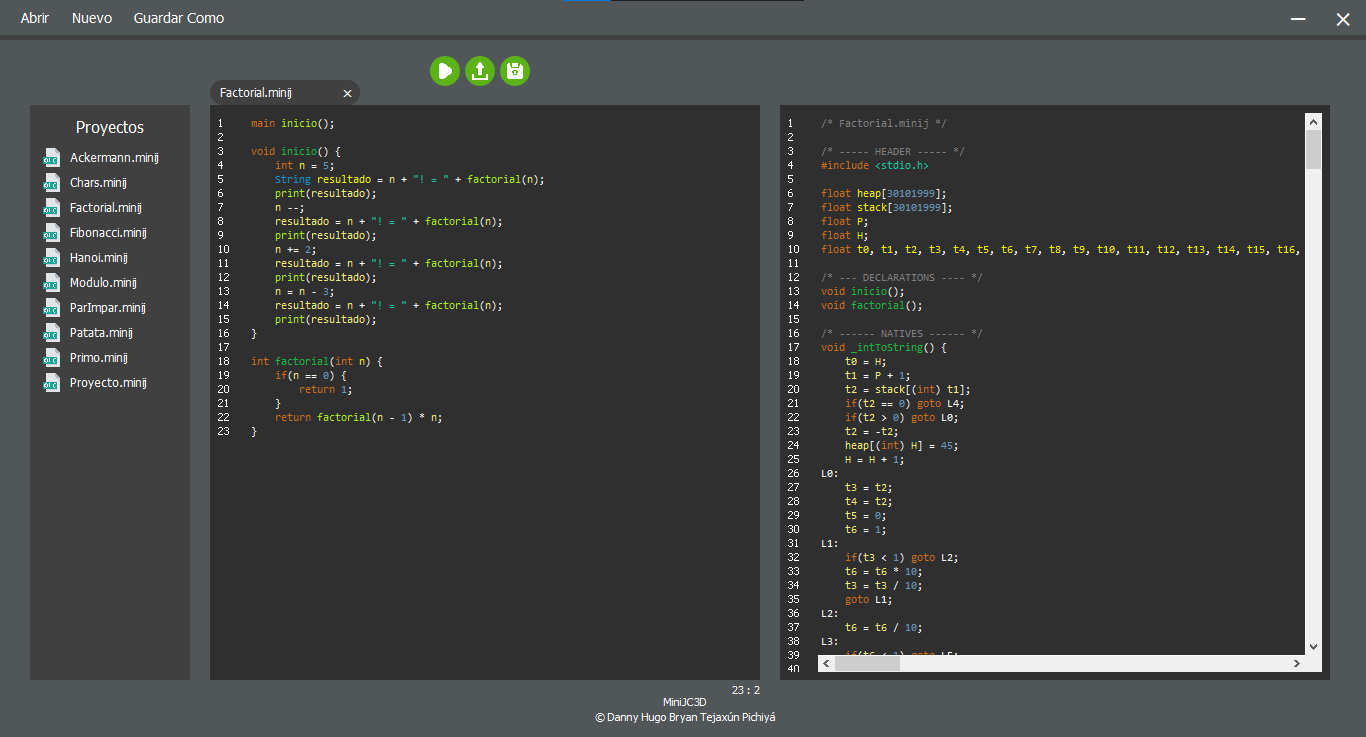 Abrir Nuevo Guardar Como
Factorial.minij
Proyectos
Ackermann.minij
Chars.minij
Factorial.minij
Fibonacci.minij
Hanoi.minij
Modulo.minij
ParImpar.minij
Patata.minij
Primo.minij
Proyecto.minij
1 main inicio();
2
3 void inicio() {
4 int n = 5;
5 String resultado = n + "! = " + factorial(n);
6 print(resultado);
7 n --;
8 resultado = n + "! = " + factorial(n);
9 print(resultado);
10 n += 2;
11 resultado = n + "! = " + factorial(n);
12 print(resultado);
13 n = n - 3;
14 resultado = n + "! = " + factorial(n);
15 print(resultado);
16 }
17
18 int factorial(int n) {
19 if(n == 0) {
20 return 1;
21 }
22 return factorial(n - 1) * n;
23 }
1 /* Factorial.minij */
2
3 /* ----- HEADER ----- */
4 #include <stdio.h>
5
6 float heap[30101999];
7 float stack[30101999];
8 float P;
9 float H;
10 float t0, t1, t2, t3, t4, t5, t6, t7, t8, t9, t10, t11, t12, t13, t14, t15, t16,
11
12 /* --- DECLARATIONS ---- */
13 void inicio();
14 void factorial();
15
16 /* ------ NATIVES ------ */
17 void _intToString() {
18 t0 = H;
19 t1 = P + 1;
20 t2 = stack[(int) t1];
21 if(t2 == 0) goto L4;
22 if(t2 > 0) goto L0;
23 t2 = -t2;
24 heap[(int) H] = 45;
25 H = H + 1;
26 L0:
27 t3 = t2;
28 t4 = t2;
29 t5 = 0;
30 t6 = 1;
31 L1:
32 if(t3 < 1) goto L2;
33 t6 = t6 * 10;
34 t3 = t3 / 10;
35 goto L1;
36 L2:
37 t6 = t6 / 10;
38 L3:
39 if(t6 < 1) goto L5;
40
23 : 2
MiniJC3D
© Danny Hugo Bryan Tejaxún Pichiyá